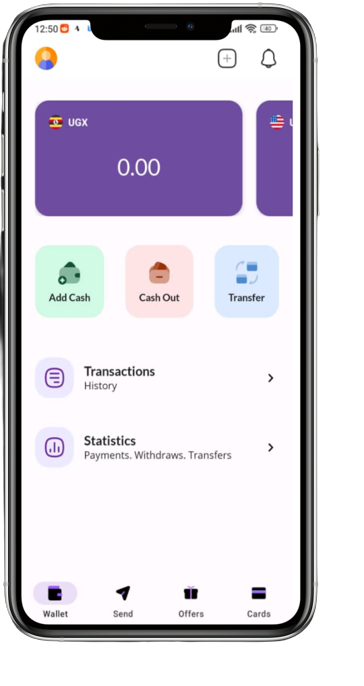 12:50
40
UGX
0.00
Add Cash
Cash Out
Transfer
Transactions
History
Statistics
Payments. Withdraws. Transfers
Wallet
Send
Offers
Cards